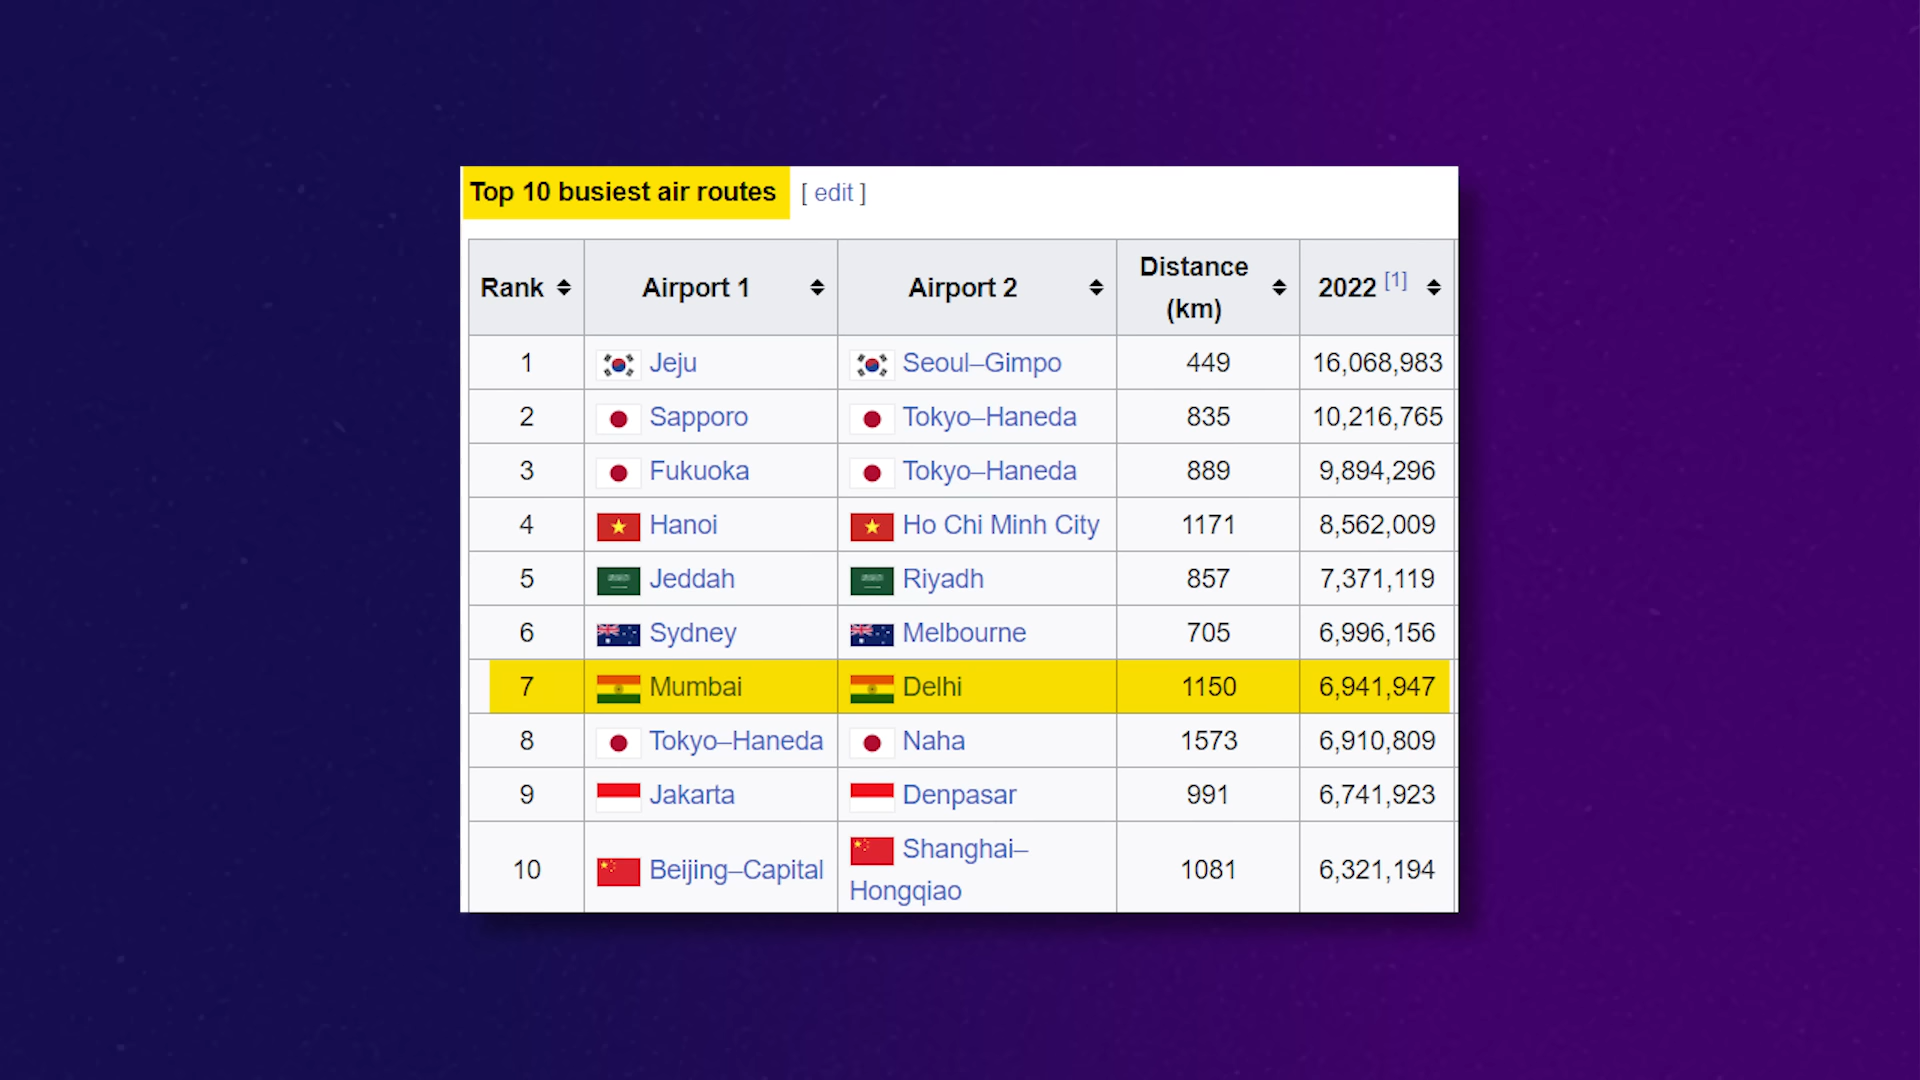 Top 10 busiest air routes [ edit ]
Rank Airport 1 Airport 2 Distance (km) 2022 [1]
1 Jeju Seoul–Gimpo 449 16,068,983
2 Sapporo Tokyo–Haneda 835 10,216,765
3 Fukuoka Tokyo–Haneda 889 9,894,296
4 Hanoi Ho Chi Minh City 1171 8,562,009
5 Jeddah Riyadh 857 7,371,119
6 Sydney Melbourne 705 6,996,156
7 Mumbai Delhi 1150 6,941,947
8 Tokyo–Haneda Naha 1573 6,910,809
9 Jakarta Denpasar 991 6,741,923
10 Beijing–Capital Shanghai–Hongqiao 1081 6,321,194